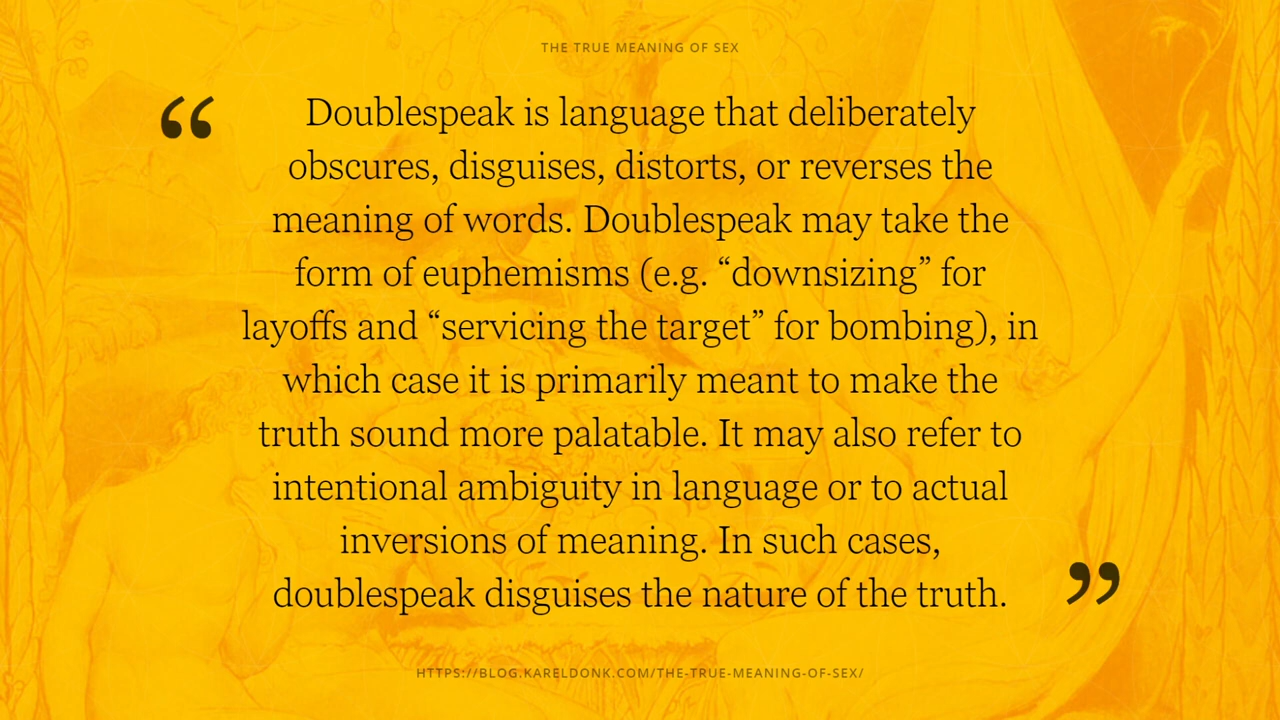 THE TRUE MEANING OF SEX
“
Doublespeak is language that deliberately
obscures, disguises, distorts, or reverses the
meaning of words. Doublespeak may take the
form of euphemisms (e.g. “downsizing” for
layoffs and “servicing the target” for bombing), in
which case it is primarily meant to make the
truth sound more palatable. It may also refer to
intentional ambiguity in language or to actual
inversions of meaning. In such cases,
doublespeak disguises the nature of the truth.
”
HTTPS://BLOG.KARELDONK.COM/THE-TRUE-MEANING-OF-SEX/